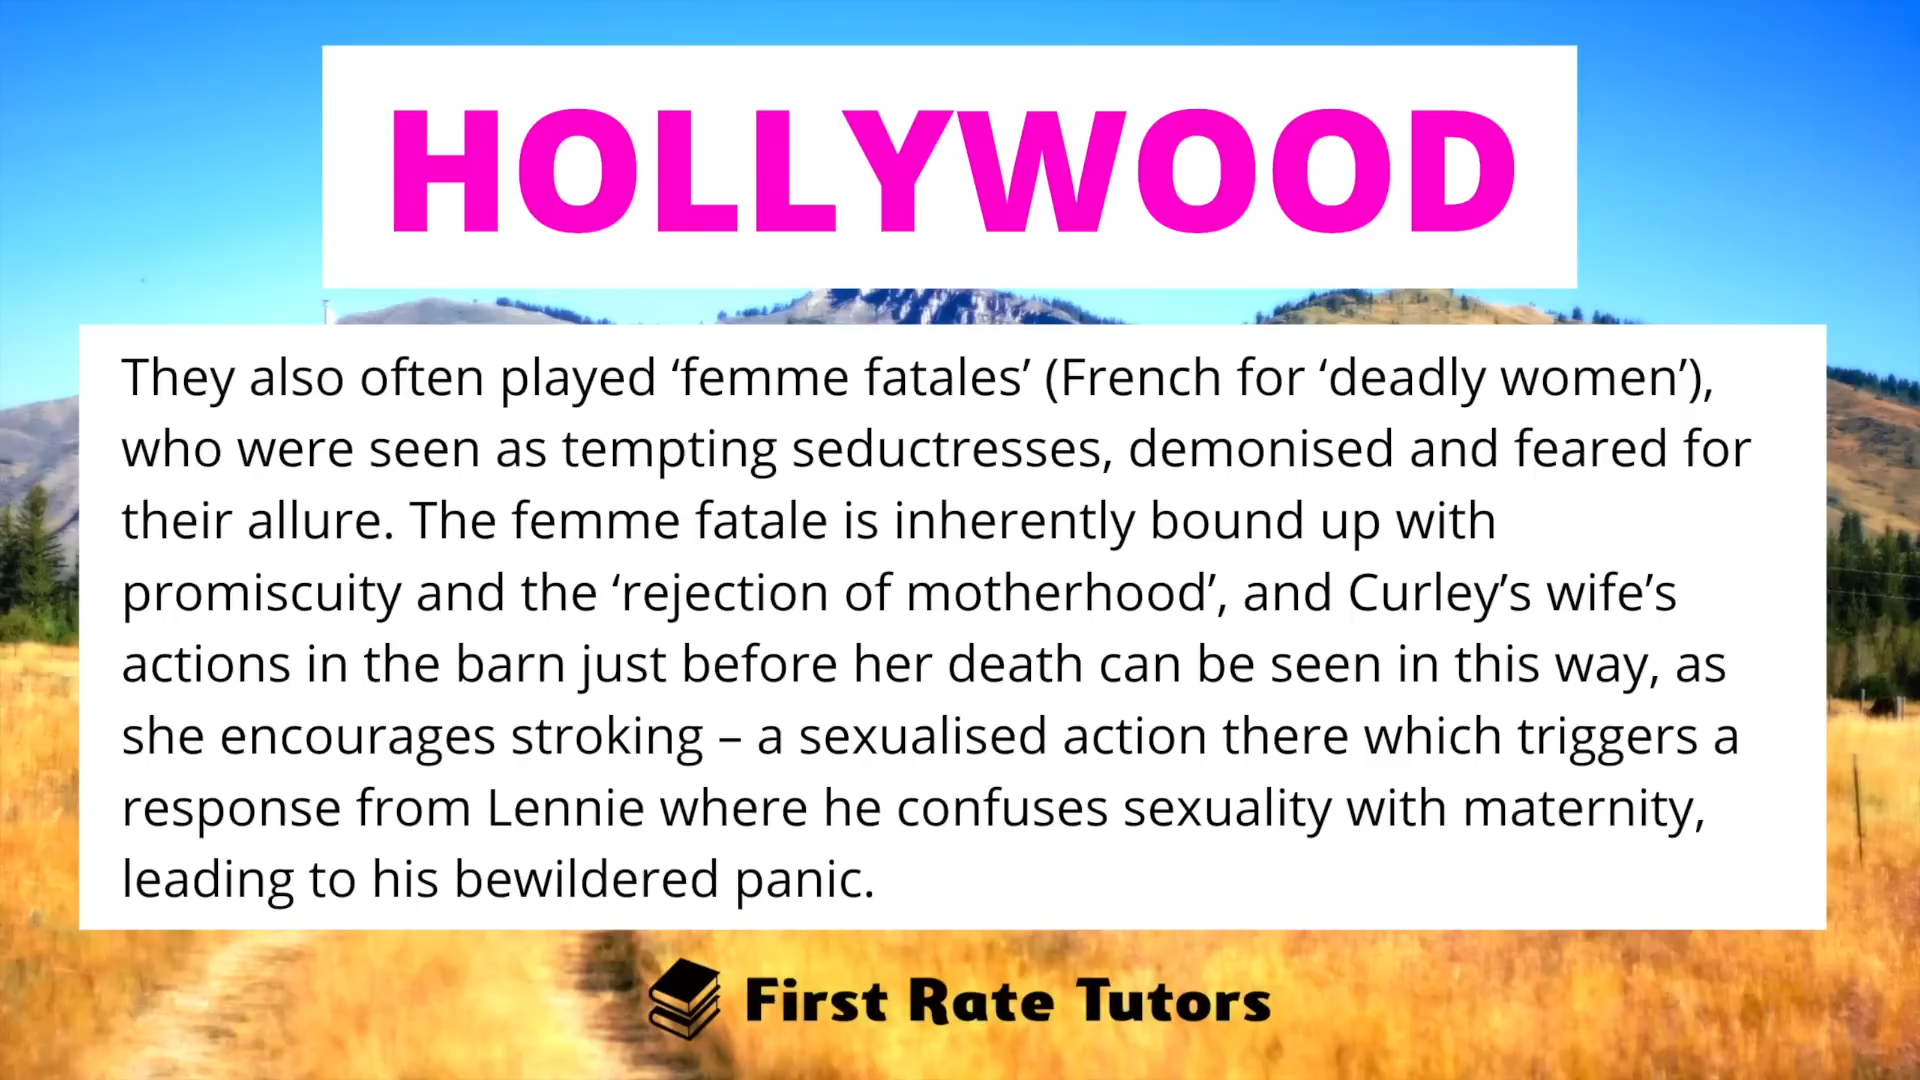 HOLLYWOOD
They also often played ‘femme fatales’ (French for ‘deadly women’),
who were seen as tempting seductresses, demonised and feared for
their allure. The femme fatale is inherently bound up with
promiscuity and the ‘rejection of motherhood’, and Curley’s wife’s
actions in the barn just before her death can be seen in this way, as
she encourages stroking – a sexualised action there which triggers a
response from Lennie where he confuses sexuality with maternity,
leading to his bewildered panic.
First Rate Tutors